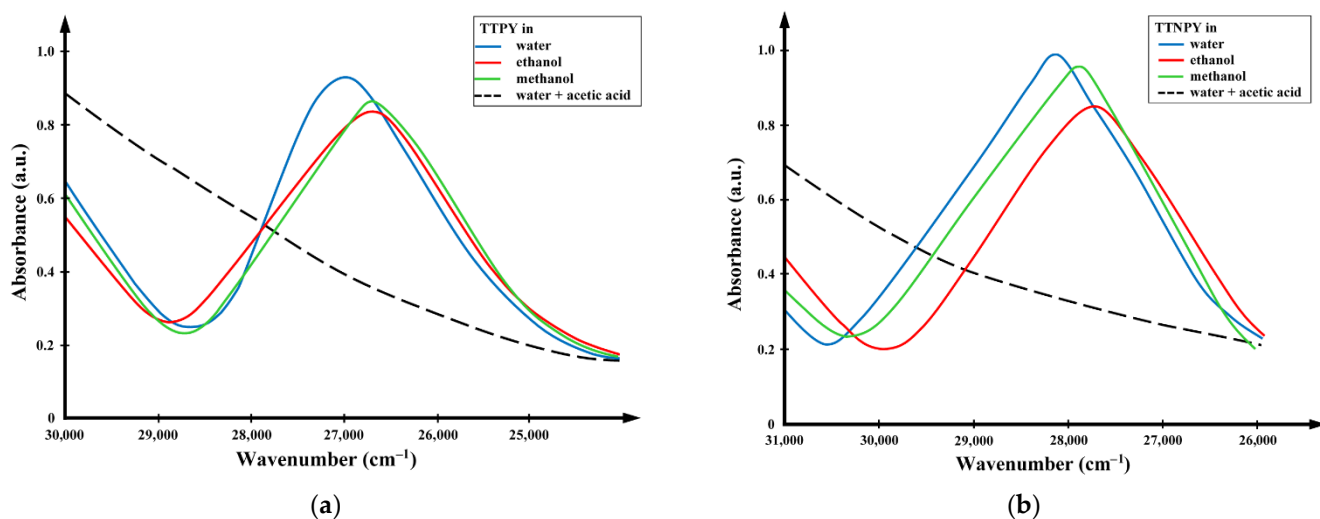 TTPY in
water
ethanol
methanol
water + acetic acid
1.0
0.8
0.6
0.4
0.2
0
Absorbance (a.u.)
30,000 29,000 28,000 27,000 26,000 25,000
Wavenumber (cm⁻¹)
(a)
TTNPY in
water
ethanol
methanol
water + acetic acid
1.0
0.8
0.6
0.4
0.2
0
Absorbance (a.u.)
31,000 30,000 29,000 28,000 27,000 26,000
Wavenumber (cm⁻¹)
(b)